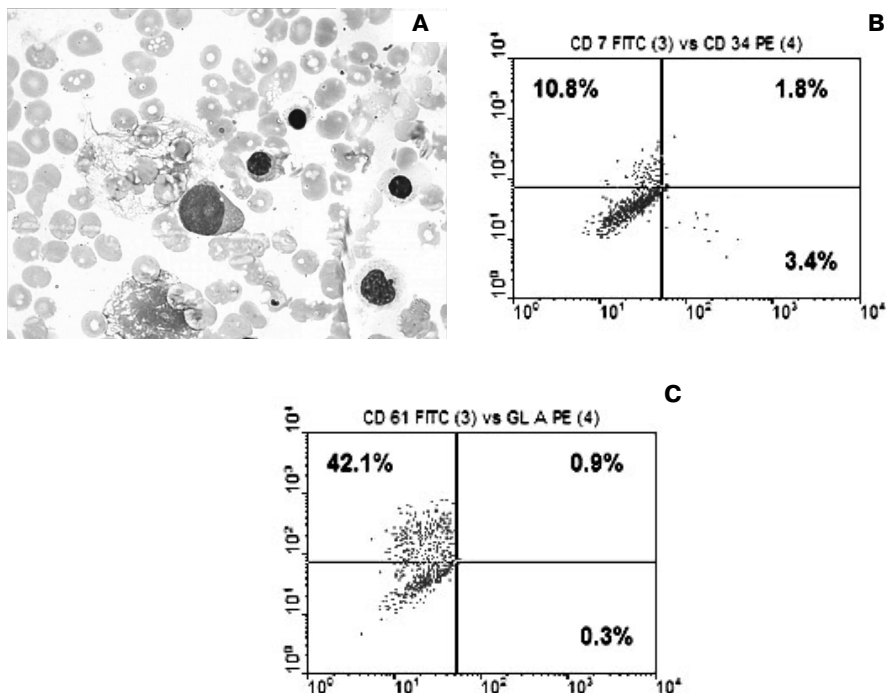 A
B
CD 7 FITC (3) vs CD 34 PE (4)
10⁴
10³
10²
10¹
10⁰
10.8%
1.8%
3.4%
10⁰ 10¹ 10² 10³ 10⁴
C
CD 61 FITC (3) vs GL A PE (4)
10⁴
10³
10²
10¹
10⁰
42.1%
0.9%
0.3%
10⁰ 10¹ 10² 10³ 10⁴